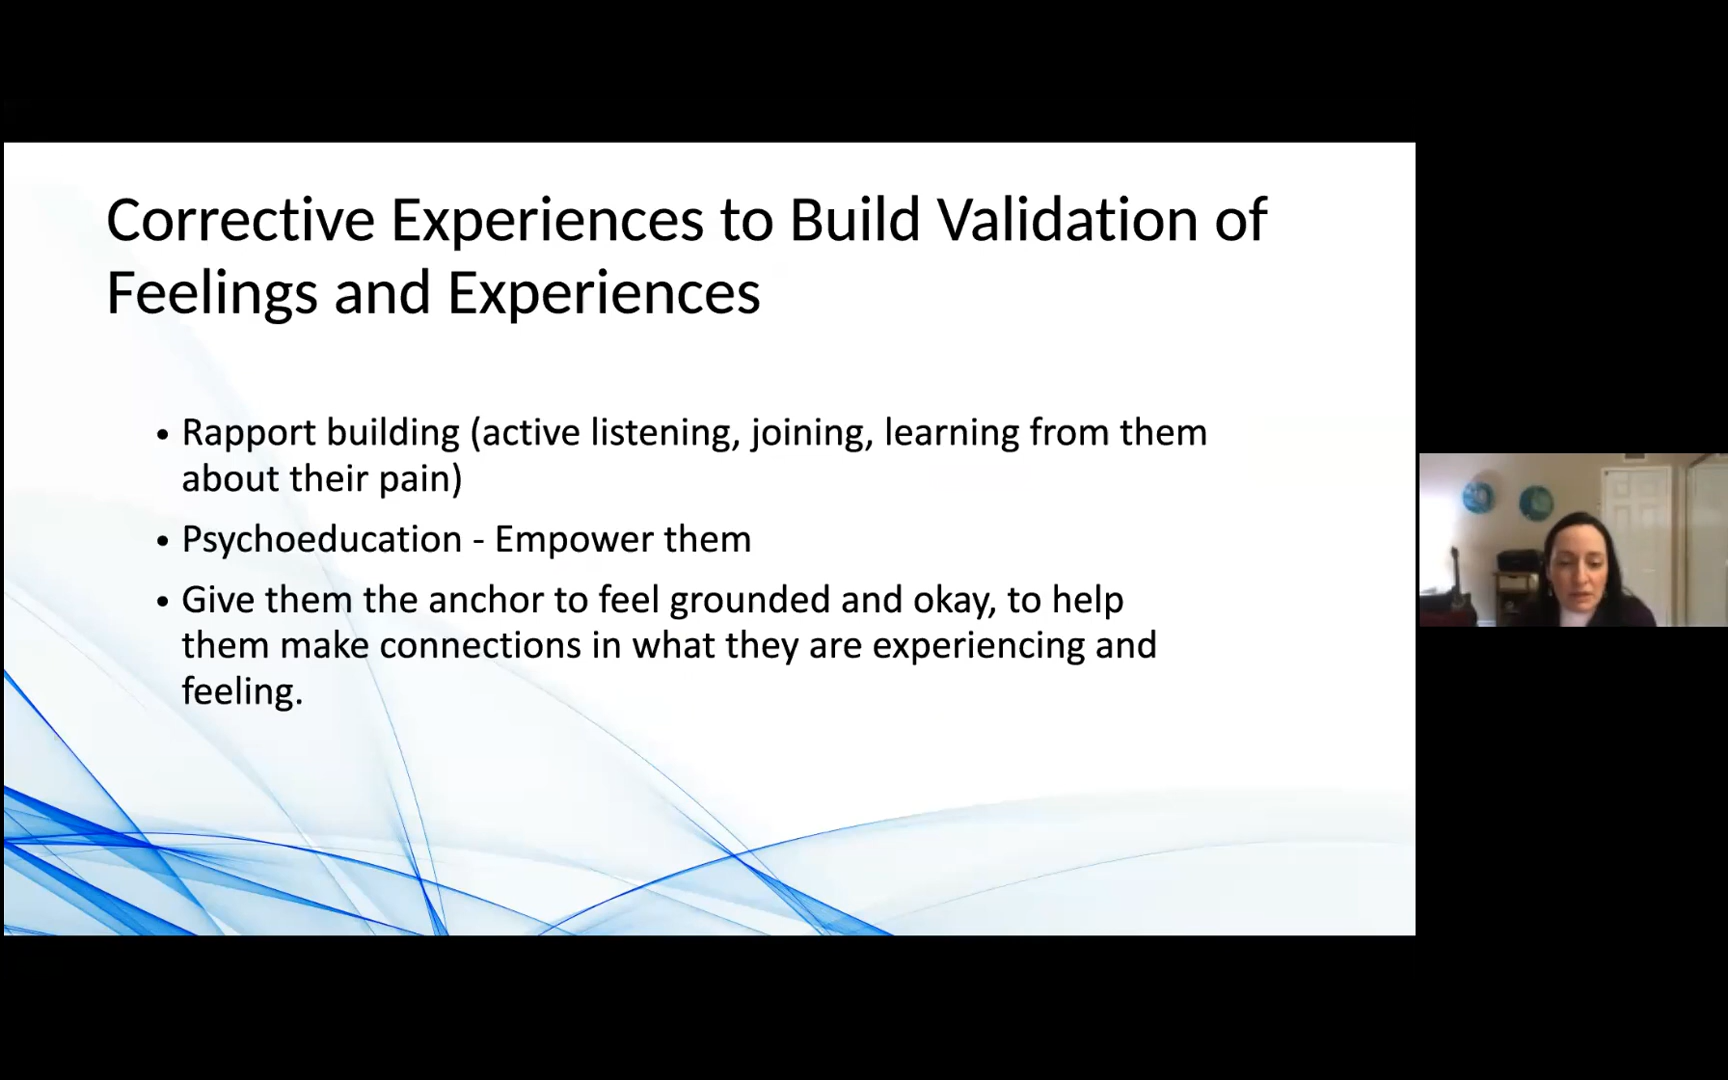 Corrective Experiences to Build Validation of
Feelings and Experiences
• Rapport building (active listening, joining, learning from them
about their pain)
• Psychoeducation - Empower them
• Give them the anchor to feel grounded and okay, to help
them make connections in what they are experiencing and
feeling.